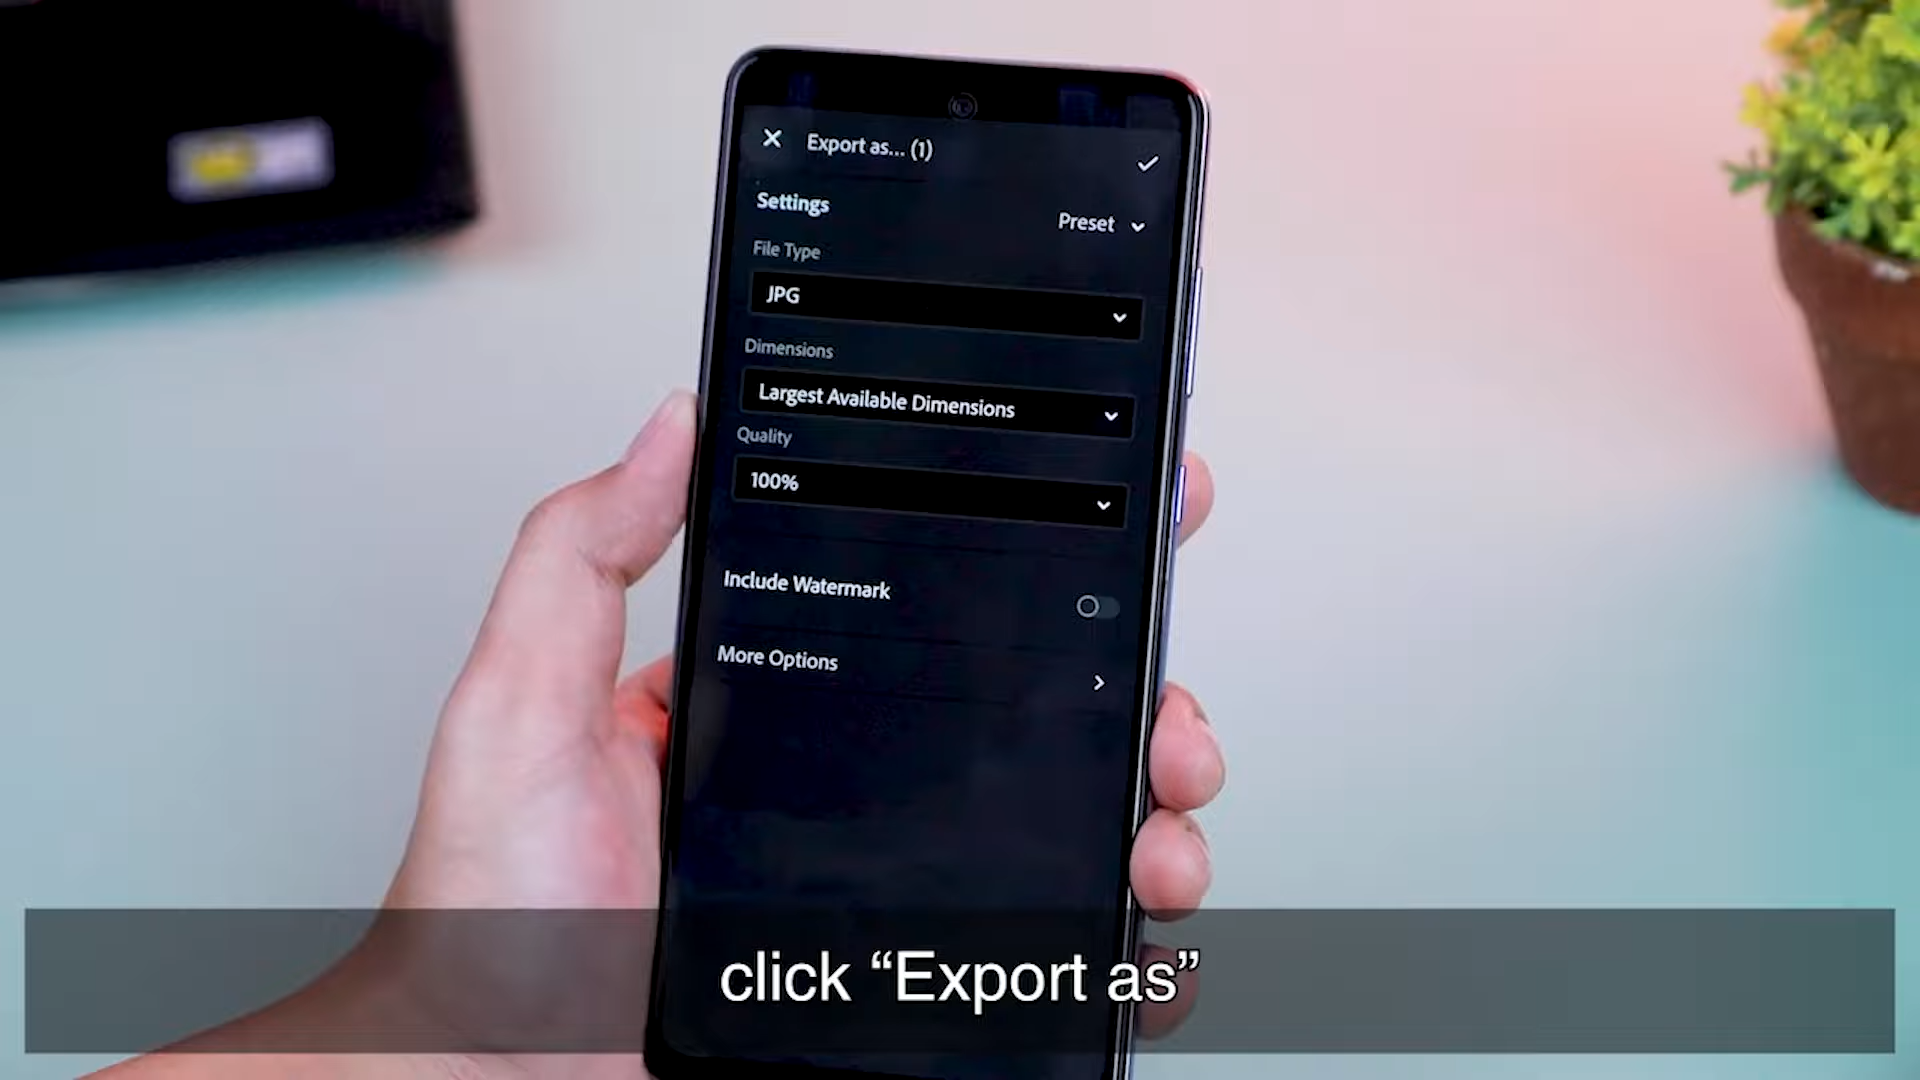 Export as... (1)
Settings
Preset
File Type
JPG
Dimensions
Largest Available Dimensions
Quality
100%
Include Watermark
More Options
click “Export as”